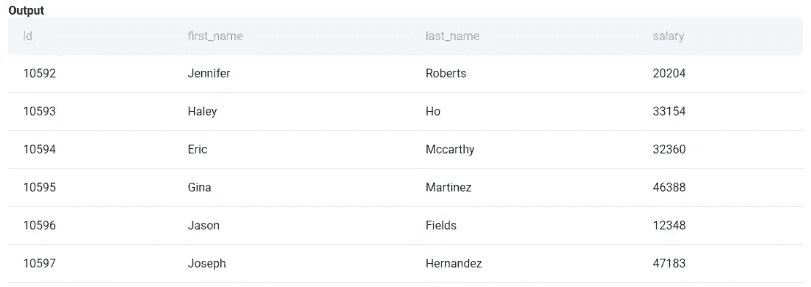 Output
id first_name last_name salary
10592 Jennifer Roberts 20204
10593 Haley Ho 33154
10594 Eric Mccarthy 32360
10595 Gina Martinez 46388
10596 Jason Fields 12348
10597 Joseph Hernandez 47183